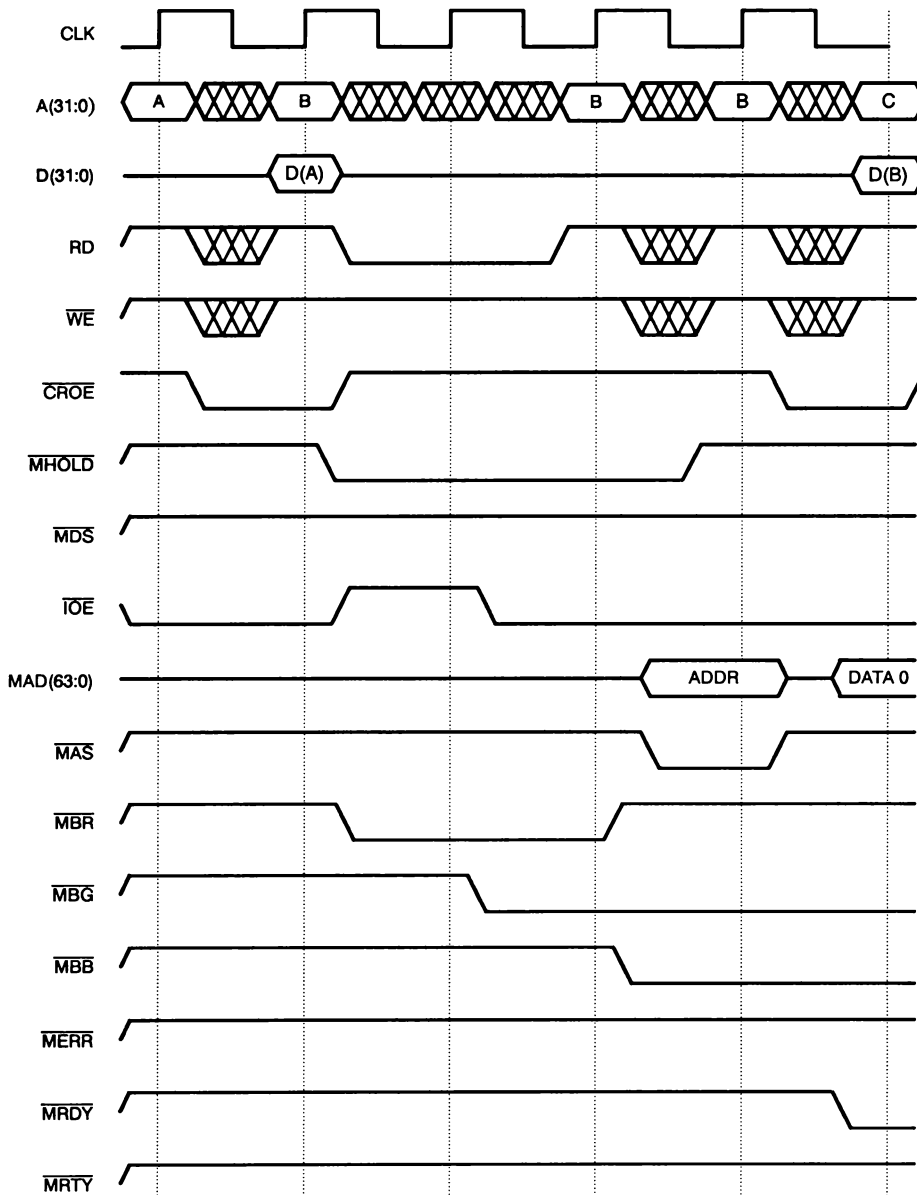 CLK
A(31:0) A B B B C
D(31:0) D(A) D(B)
RD
WE
CROE
MHOLD
MDS
IOE
MAD(63:0) ADDR DATA 0
MAS
MBR
MBG
MBB
MERR
MRDY
MRTY